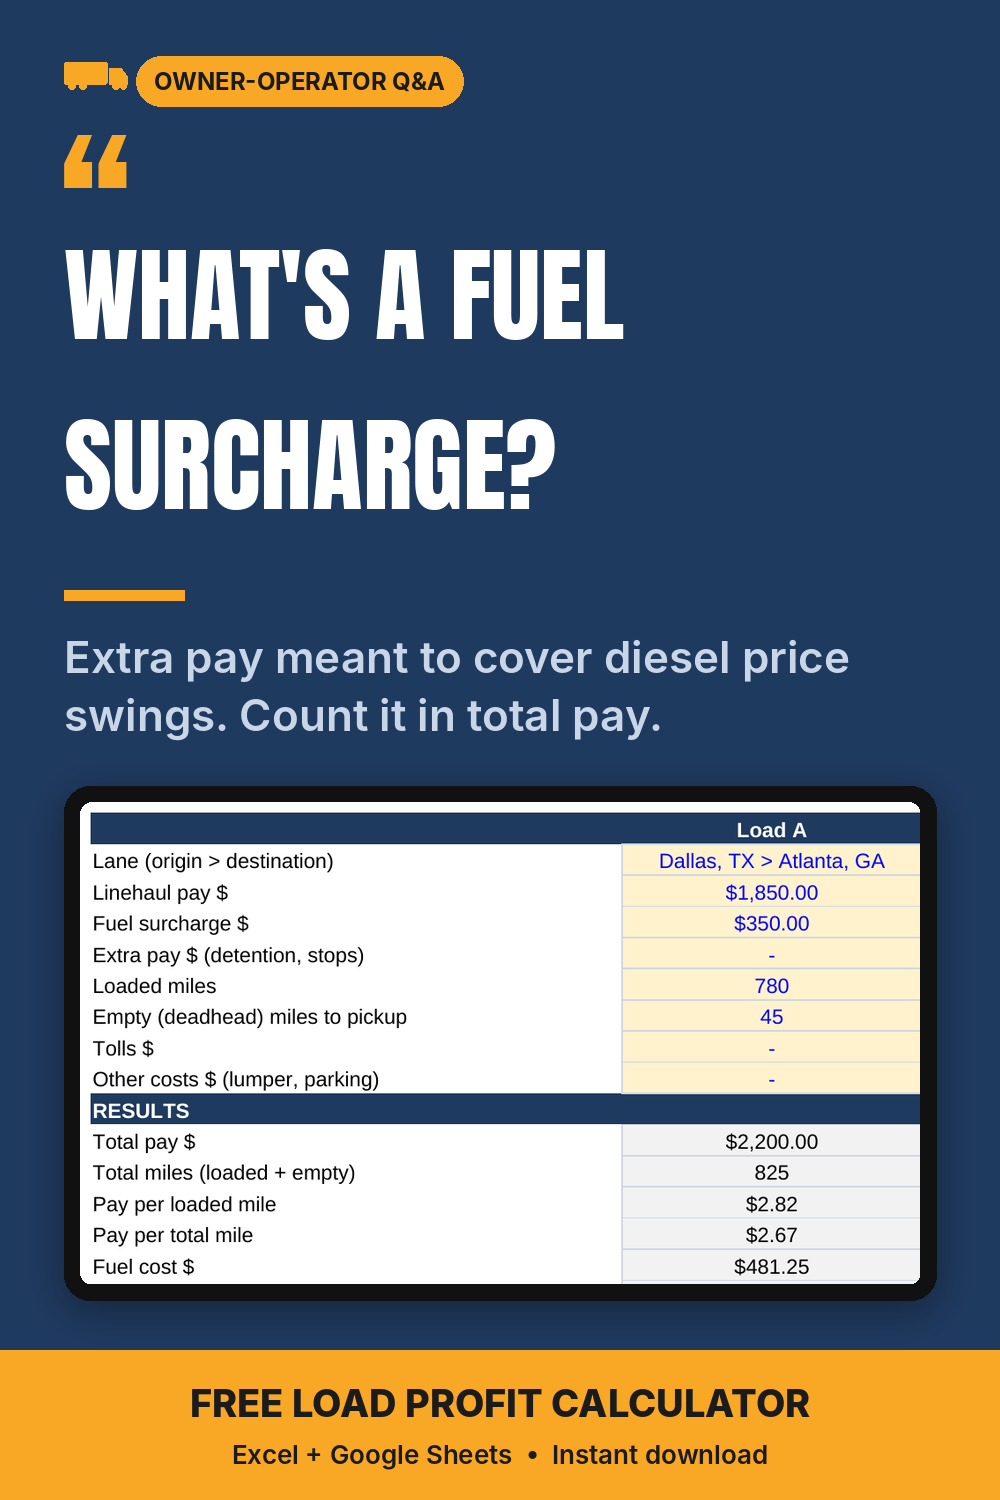 OWNER-OPERATOR Q&A
“
WHAT'S A FUEL
SURCHARGE?
Extra pay meant to cover diesel price
swings. Count it in total pay.
Load A
Lane (origin > destination) Dallas, TX > Atlanta, GA
Linehaul pay $ $1,850.00
Fuel surcharge $ $350.00
Extra pay $ (detention, stops) -
Loaded miles 780
Empty (deadhead) miles to pickup 45
Tolls $ -
Other costs $ (lumper, parking) -
RESULTS
Total pay $ $2,200.00
Total miles (loaded + empty) 825
Pay per loaded mile $2.82
Pay per total mile $2.67
Fuel cost $ $481.25
FREE LOAD PROFIT CALCULATOR
Excel + Google Sheets • Instant download